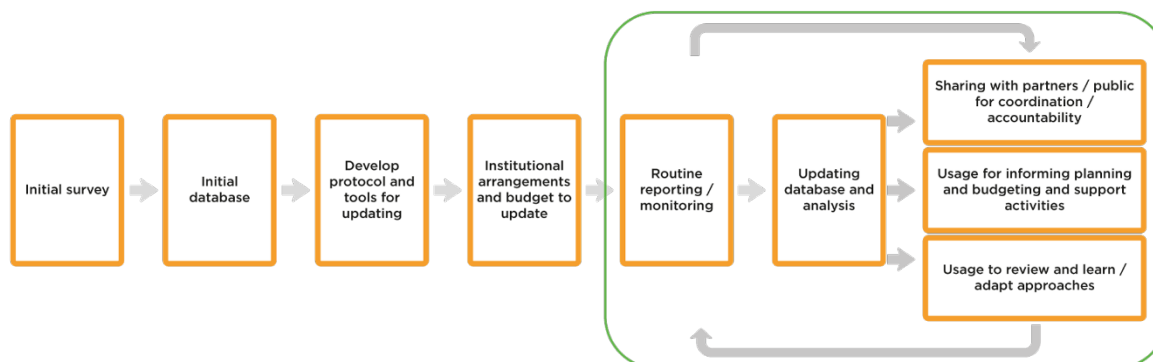 Initial survey
Initial
database
Develop
protocol and
tools for
updating
Institutional
arrangements
and budget to
update
Routine
reporting /
monitoring
Updating
database and
analysis
Sharing with partners / public
for coordination /
accountability
Usage for informing planning
and budgeting and support
activities
Usage to review and learn /
adapt approaches